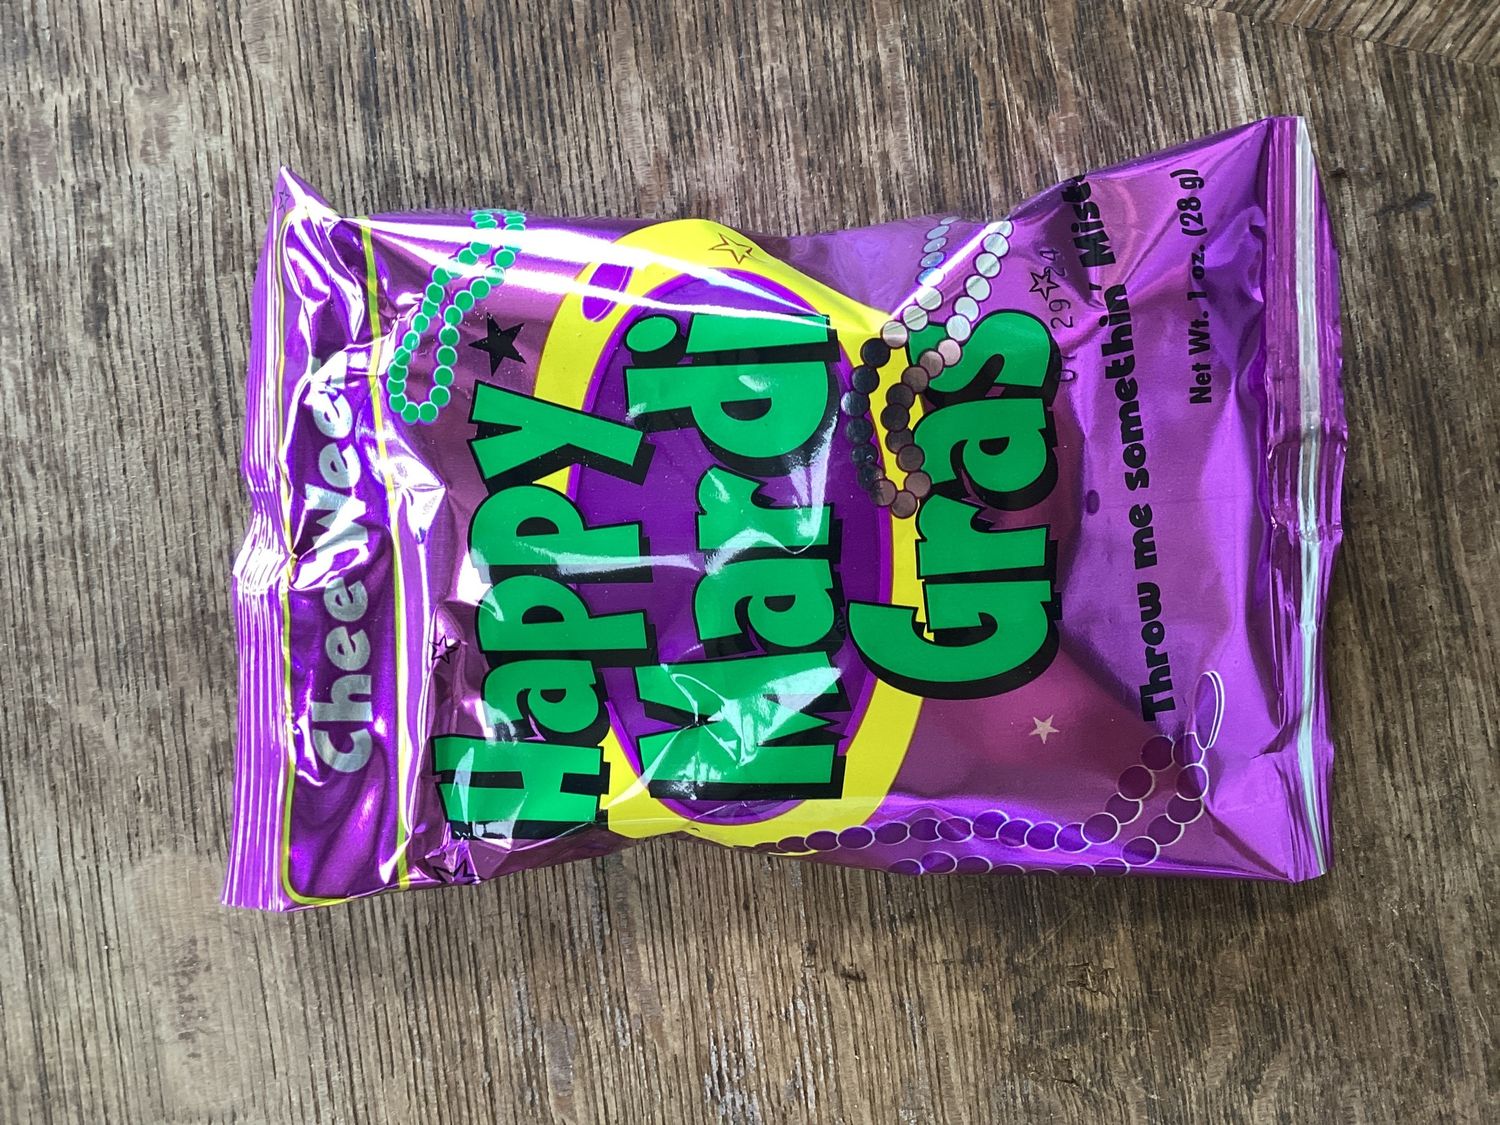 CheeWees
Happy
Mardi
Gras
Throw me somethin' Mist
Net Wt. 1 oz. (28 g)